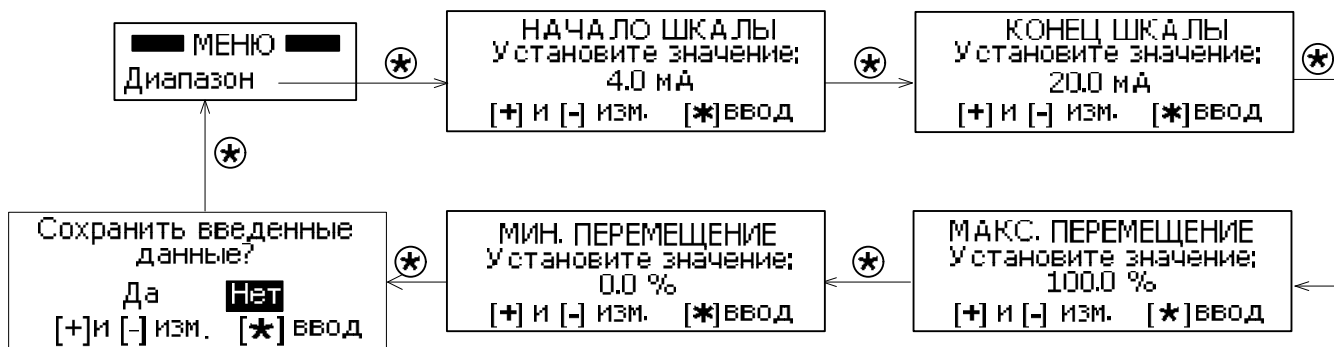 МЕНЮ
Диапазон
НАЧАЛО ШКАЛЫ
Установите значение:
4.0 мА
[+] и [-] изм. [*]ввод
КОНЕЦ ШКАЛЫ
Установите значение:
20.0 мА
[+] и [-] изм. [*]ввод
МАКС. ПЕРЕМЕЩЕНИЕ
Установите значение:
100.0 %
[+] и [-] изм. [*]ввод
МИН. ПЕРЕМЕЩЕНИЕ
Установите значение:
0.0 %
[+] и [-] изм. [*]ввод
Сохранить введенные
данные?
Да Нет
[+]и [-] изм. [*] ввод